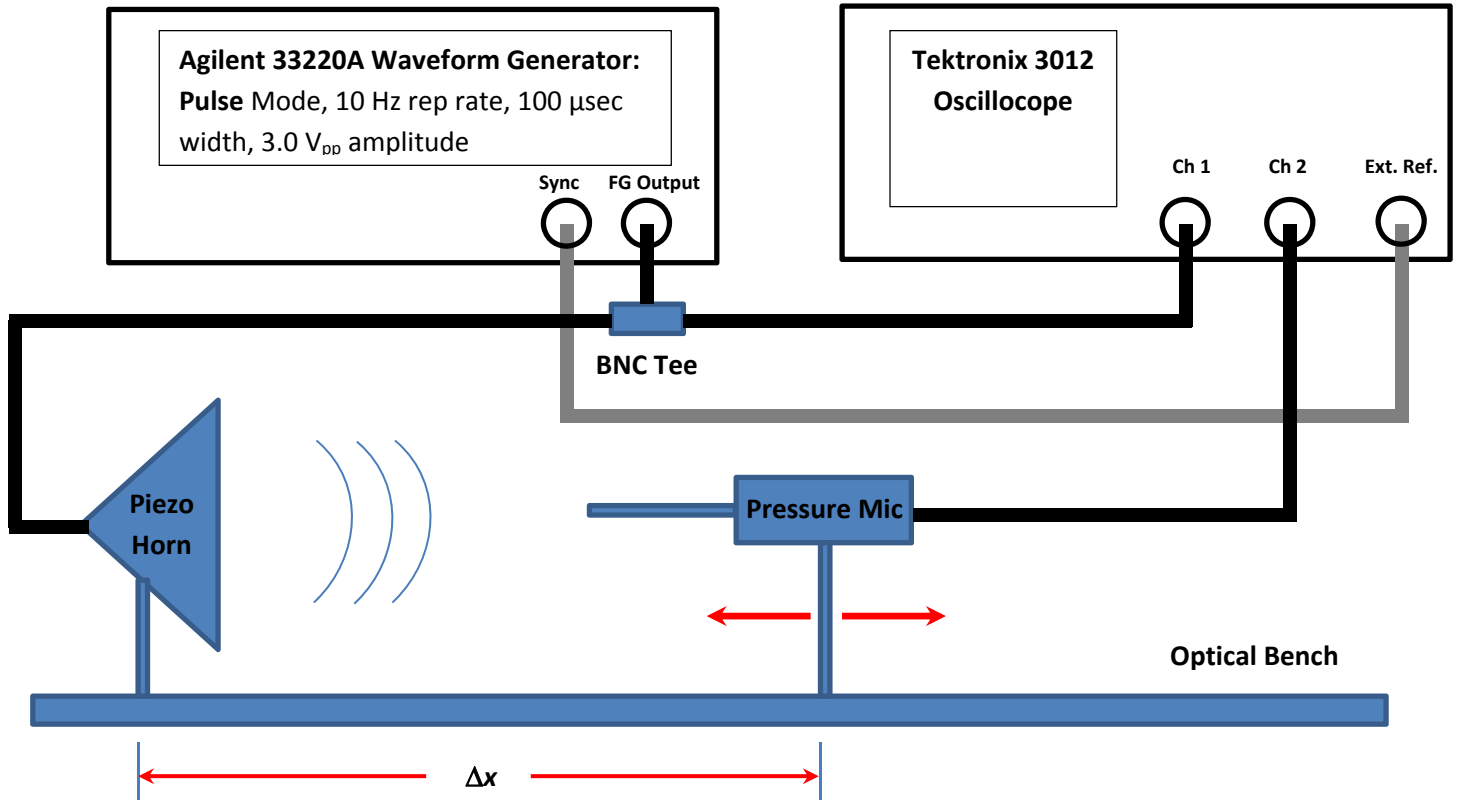 Agilent 33220A Waveform Generator:
Pulse Mode, 10 Hz rep rate, 100 µsec
width, 3.0 Vpp amplitude
Sync
FG Output
Tektronix 3012
Oscillocope
Ch 1
Ch 2
Ext. Ref.
BNC Tee
Piezo
Horn
Pressure Mic
Optical Bench
Δx